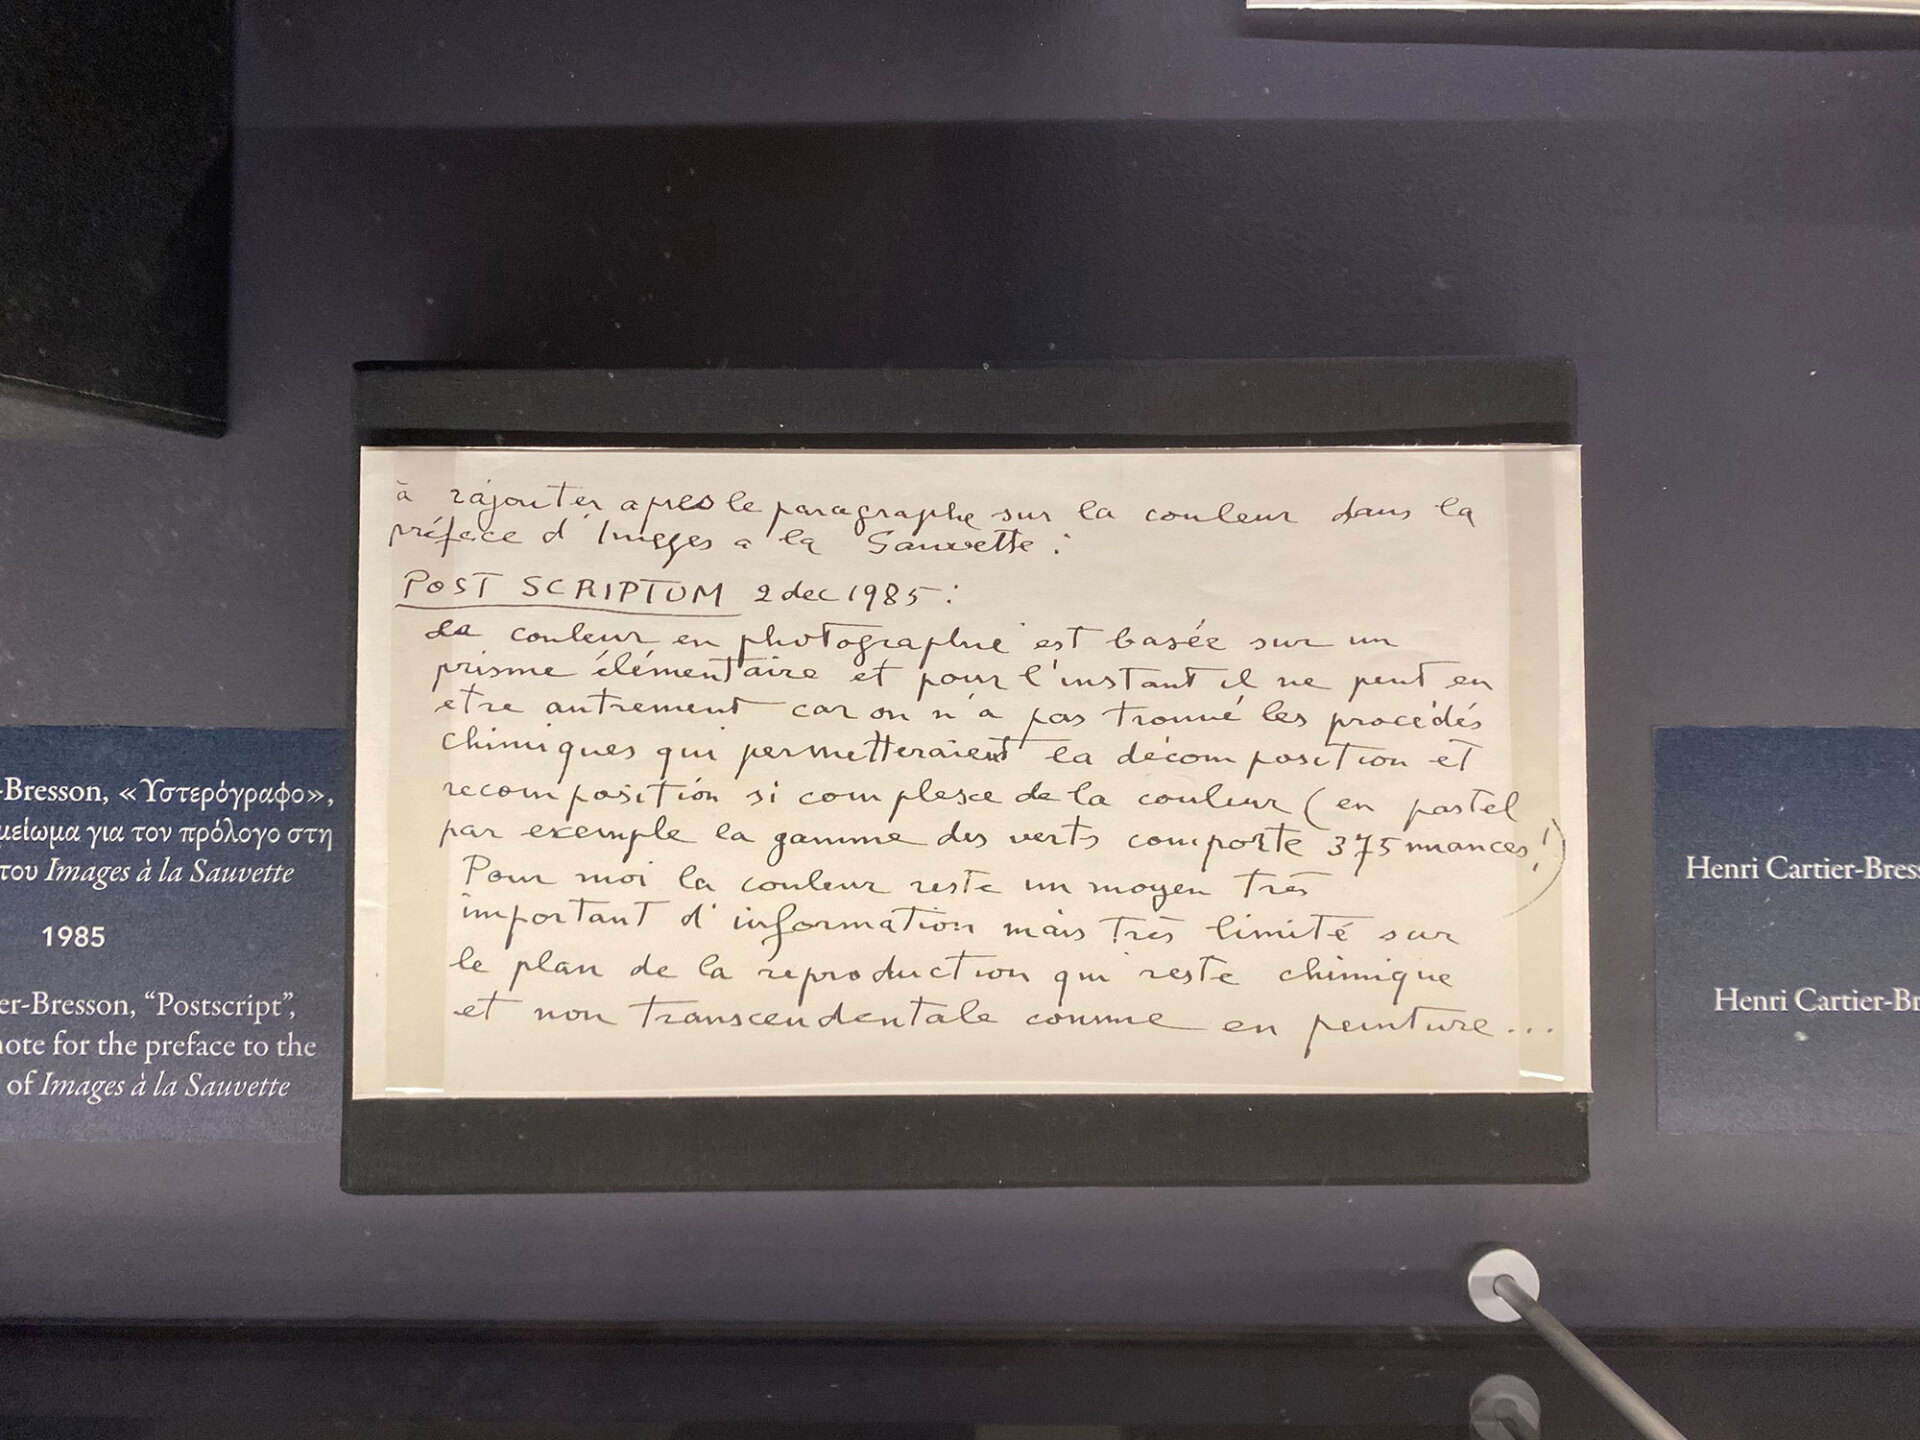 à rajouter apres le paragraphe sur la couleur dans la
préface d'Images a la Sauvette :
POST SCRIPTUM 2 dec 1985 :
La couleur en photographie est basée sur un
prisme élémentaire et pour l'instant il ne peut en
etre autrement car on n'a pas trouvé les procédés
chimiques qui permetteraient la décomposition et
recomposition si complexe de la couleur (en pastel
par exemple la gamme des verts comporte 375 nuances!)
Pour moi la couleur reste un moyen très
important d'information mais très limité sur
le plan de la reproduction qui reste chimique
et non transcendentale comme en peinture...
-Bresson, «Υστερόγραφο»,
μείωμα για τον πρόλογο στη
του Images à la Sauvette
1985
er-Bresson, “Postscript”,
note for the preface to the
of Images à la Sauvette
Henri Cartier-Bress
Henri Cartier-Br